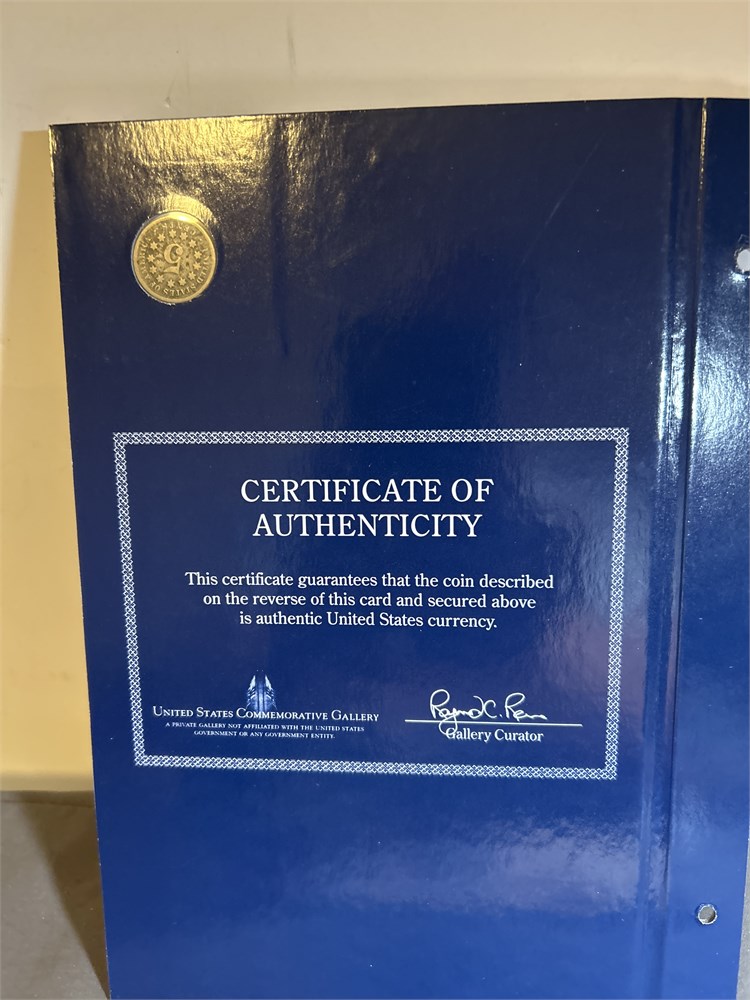 5
CERTIFICATE OF
AUTHENTICITY
This certificate guarantees that the coin described
on the reverse of this card and secured above
is authentic United States currency.
UNITED STATES COMMEMORATIVE GALLERY
A PRIVATE GALLERY NOT AFFILIATED WITH THE UNITED STATES
GOVERNMENT OR ANY GOVERNMENT ENTITY.
Gallery Curator